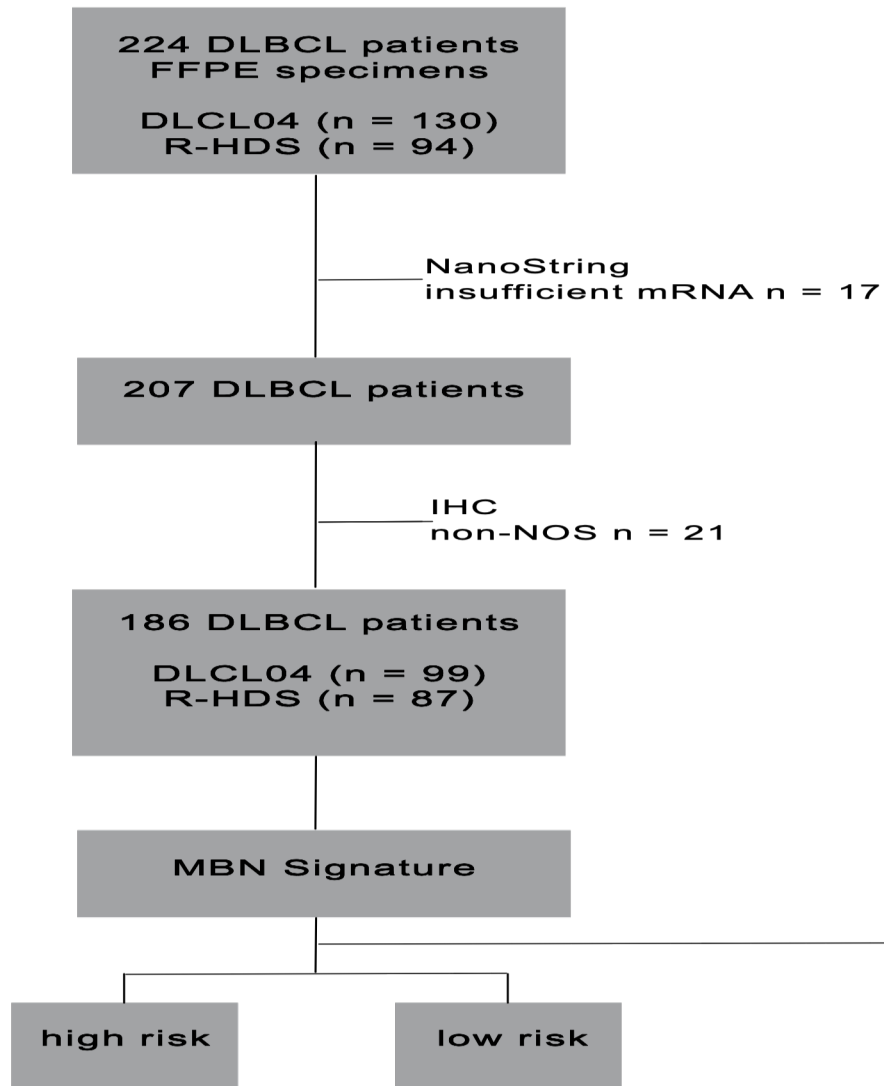 224 DLBCL patients
FFPE specimens
DLCL04 (n = 130)
R-HDS (n = 94)
NanoString
insufficient mRNA n = 17
207 DLBCL patients
IHC
non-NOS n = 21
186 DLBCL patients
DLCL04 (n = 99)
R-HDS (n = 87)
MBN Signature
high risk
low risk